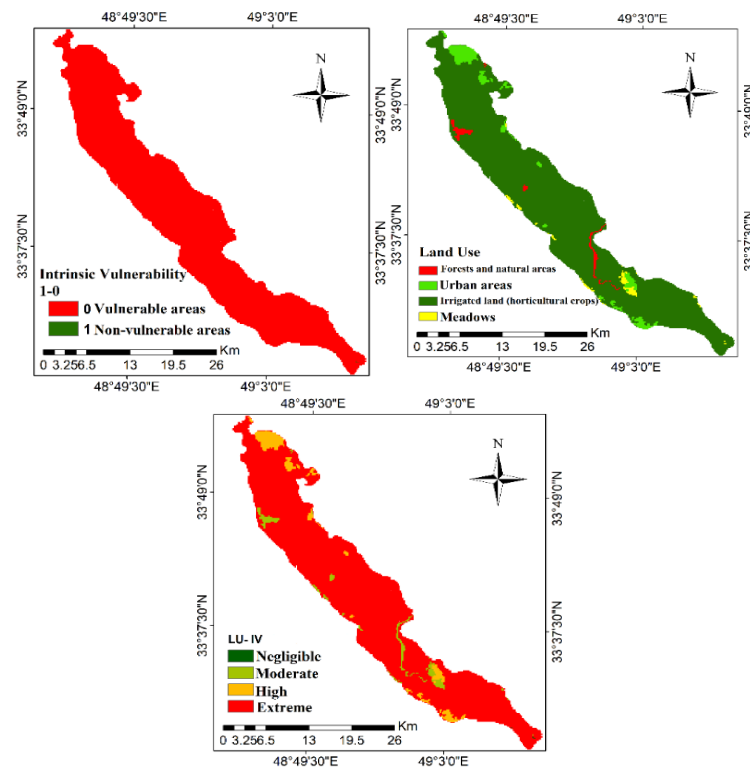 48°49'30"E 49°3'0"E
N
33°49'0"N
33°37'30"N
Intrinsic Vulnerability
1-0
0 Vulnerable areas
1 Non-vulnerable areas
Km
0 3.256.5 13 19.5 26
48°49'30"E 49°3'0"E
48°49'30"E 49°3'0"E
N
33°49'0"N
33°49'0"N
33°37'30"N
33°37'30"N
Land Use
Forests and natural areas
Urban areas
Irrigated land (horticultural crops)
Meadows
Km
0 3.256.5 13 19.5 26
48°49'30"E 49°3'0"E
48°49'30"E 49°3'0"E
N
33°49'0"N
33°49'0"N
33°37'30"N
33°37'30"N
LU- IV
Negligible
Moderate
High
Extreme
Km
0 3.256.5 13 19.5 26
48°49'30"E 49°3'0"E